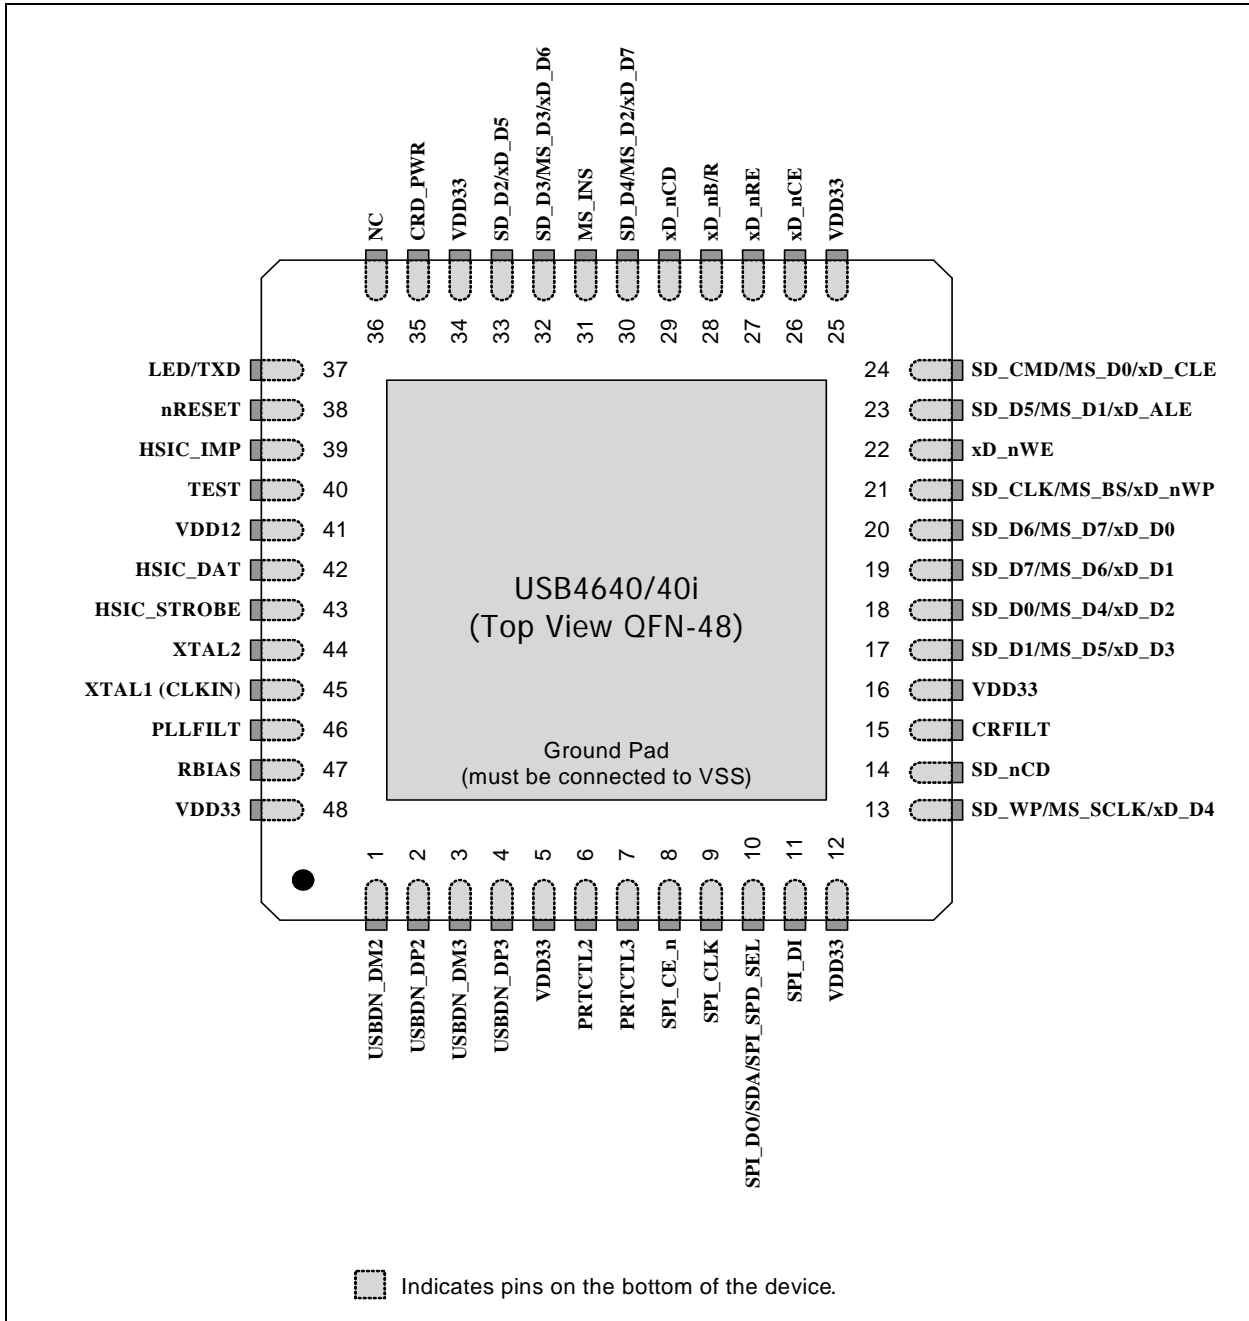 NC
CRD_PWR
VDD33
SD_D2/xD_D5
SD_D3/MS_D3/xD_D6
MS_INS
SD_D4/MS_D2/xD_D7
xD_nCD
xD_nB/R
xD_nRE
xD_nCE
VDD33
36
35
34
33
32
31
30
29
28
27
26
25
LED/TXD 37
nRESET 38
HSIC_IMP 39
TEST 40
VDD12 41
HSIC_DAT 42
HSIC_STROBE 43
XTAL2 44
XTAL1 (CLKIN) 45
PLLFILT 46
RBIAS 47
VDD33 48
USB4640/40i
(Top View QFN-48)
Ground Pad
(must be connected to VSS)
24 SD_CMD/MS_D0/xD_CLE
23 SD_D5/MS_D1/xD_ALE
22 xD_nWE
21 SD_CLK/MS_BS/xD_nWP
20 SD_D6/MS_D7/xD_D0
19 SD_D7/MS_D6/xD_D1
18 SD_D0/MS_D4/xD_D2
17 SD_D1/MS_D5/xD_D3
16 VDD33
15 CRFILT
14 SD_nCD
13 SD_WP/MS_SCLK/xD_D4
1
2
3
4
5
6
7
8
9
10
11
12
USBDN_DM2
USBDN_DP2
USBDN_DM3
USBDN_DP3
VDD33
PRTCTL2
PRTCTL3
SPI_CE_n
SPI_CLK
SPI_DO/SDA/SPI_SPD_SEL
SPI_DI
VDD33
Indicates pins on the bottom of the device.